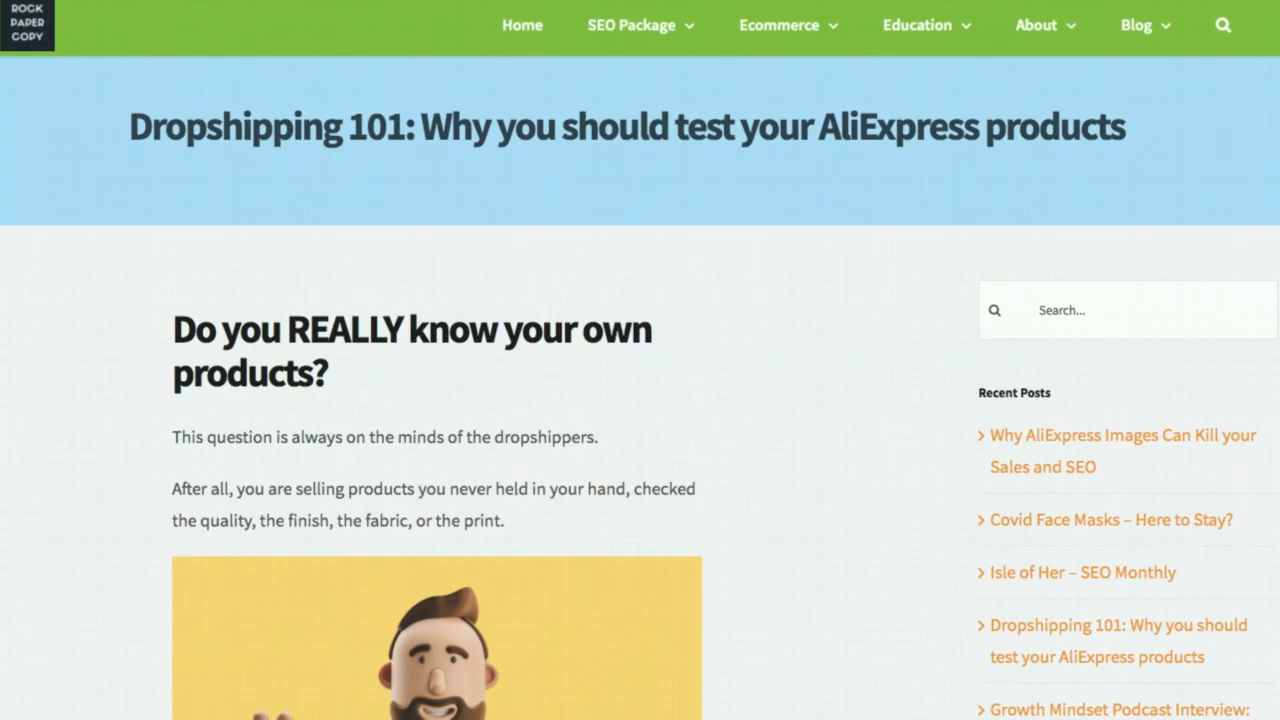 ROCK
PAPER
COPY
Home
SEO Package
Ecommerce
Education
About
Blog
Dropshipping 101: Why you should test your AliExpress products
Do you REALLY know your own
products?
This question is always on the minds of the dropshippers.
After all, you are selling products you never held in your hand, checked
the quality, the finish, the fabric, or the print.
Search...
Recent Posts
Why AliExpress Images Can Kill your
Sales and SEO
Covid Face Masks – Here to Stay?
Isle of Her – SEO Monthly
Dropshipping 101: Why you should
test your AliExpress products
Growth Mindset Podcast Interview: